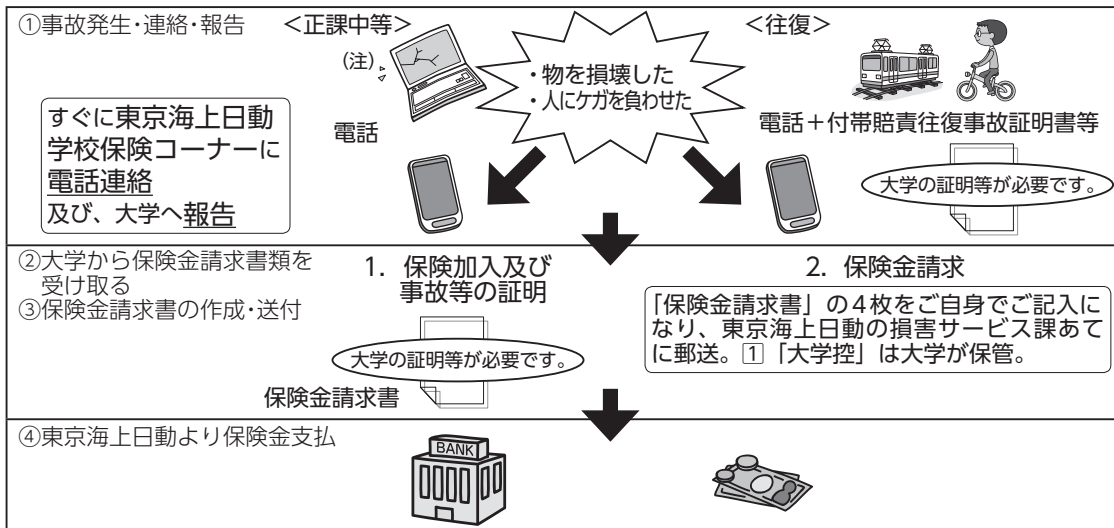 ①事故発生・連絡・報告
＜正課中等＞
(注)
・物を損壊した
・人にケガを負わせた
＜往復＞
すぐに東京海上日動
学校保険コーナーに
電話連絡
及び、大学へ報告
電話
電話＋付帯賠責往復事故証明書等
大学の証明等が必要です。
②大学から保険金請求書類を
受け取る
③保険金請求書の作成・送付
1. 保険加入及び
事故等の証明
大学の証明等が必要です。
保険金請求書
2. 保険金請求
「保険金請求書」の4枚をご自身でご記入に
なり、東京海上日動の損害サービス課あて
に郵送。1「大学控」は大学が保管。
④東京海上日動より保険金支払
BANK